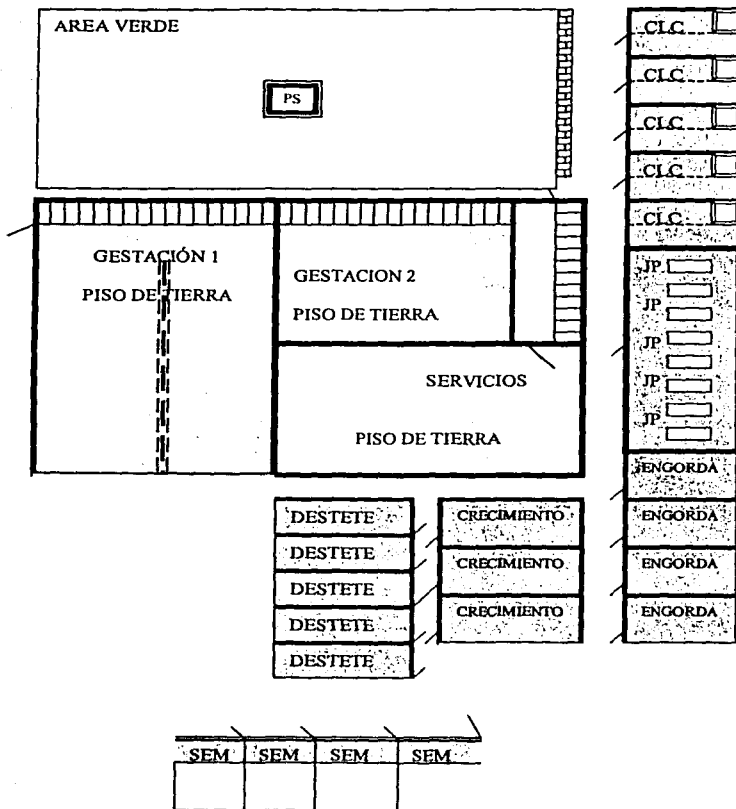 AREA VERDE
PS
GESTACIÓN 1
PISO DE TIERRA
GESTACION 2
PISO DE TIERRA
SERVICIOS
PISO DE TIERRA
CLC
CLC
CLC
CLC
CLC
JP
JP
JP
JP
JP
ENGORDA
ENGORDA
ENGORDA
ENGORDA
DESTETE
DESTETE
DESTETE
DESTETE
DESTETE
CRECIMIENTO
CRECIMIENTO
CRECIMIENTO
SEM SEM SEM SEM